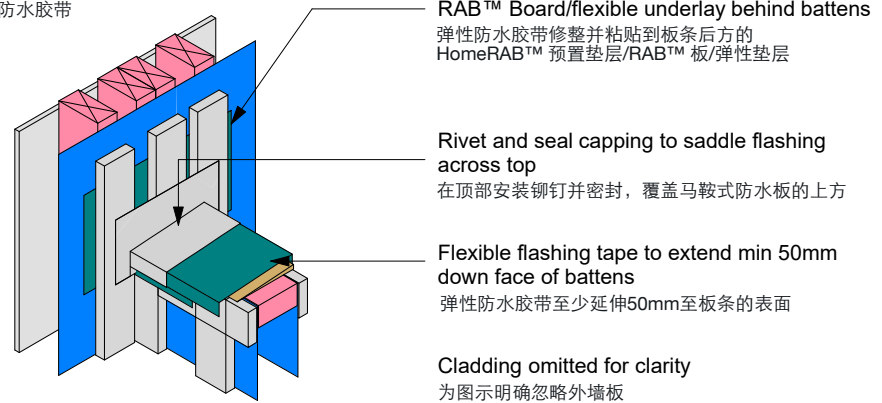 防水胶带
RAB™ Board/flexible underlay behind battens
弹性防水胶带修整并粘贴到板条后方的
HomeRAB™ 预置垫层/RAB™ 板/弹性垫层
Rivet and seal capping to saddle flashing
across top
在顶部安装铆钉并密封，覆盖马鞍式防水板的上方
Flexible flashing tape to extend min 50mm
down face of battens
弹性防水胶带至少延伸50mm至板条的表面
Cladding omitted for clarity
为图示明确忽略外墙板